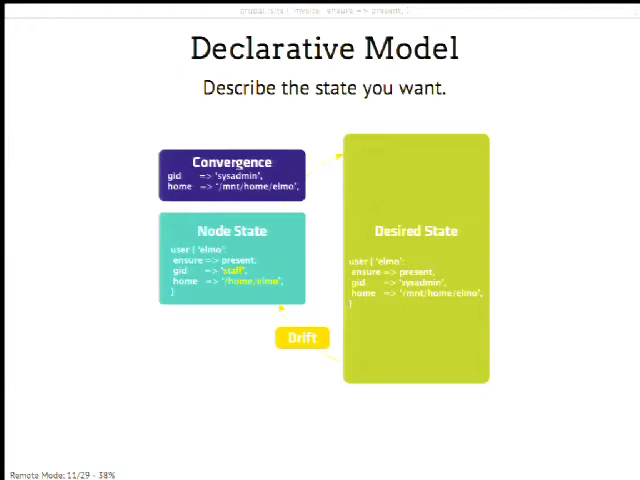 Declarative Model
Describe the state you want.
Convergence
gid => 'sysadmin',
home => '/mnt/home/elmo',
Node State
user { 'elmo':
ensure => present,
gid => 'staff',
home => '/home/elmo',
}
Desired State
user { 'elmo':
ensure => present,
gid => 'sysadmin',
home => '/mnt/home/elmo',
}
Drift
Remote Mode: 11/29 - 38%